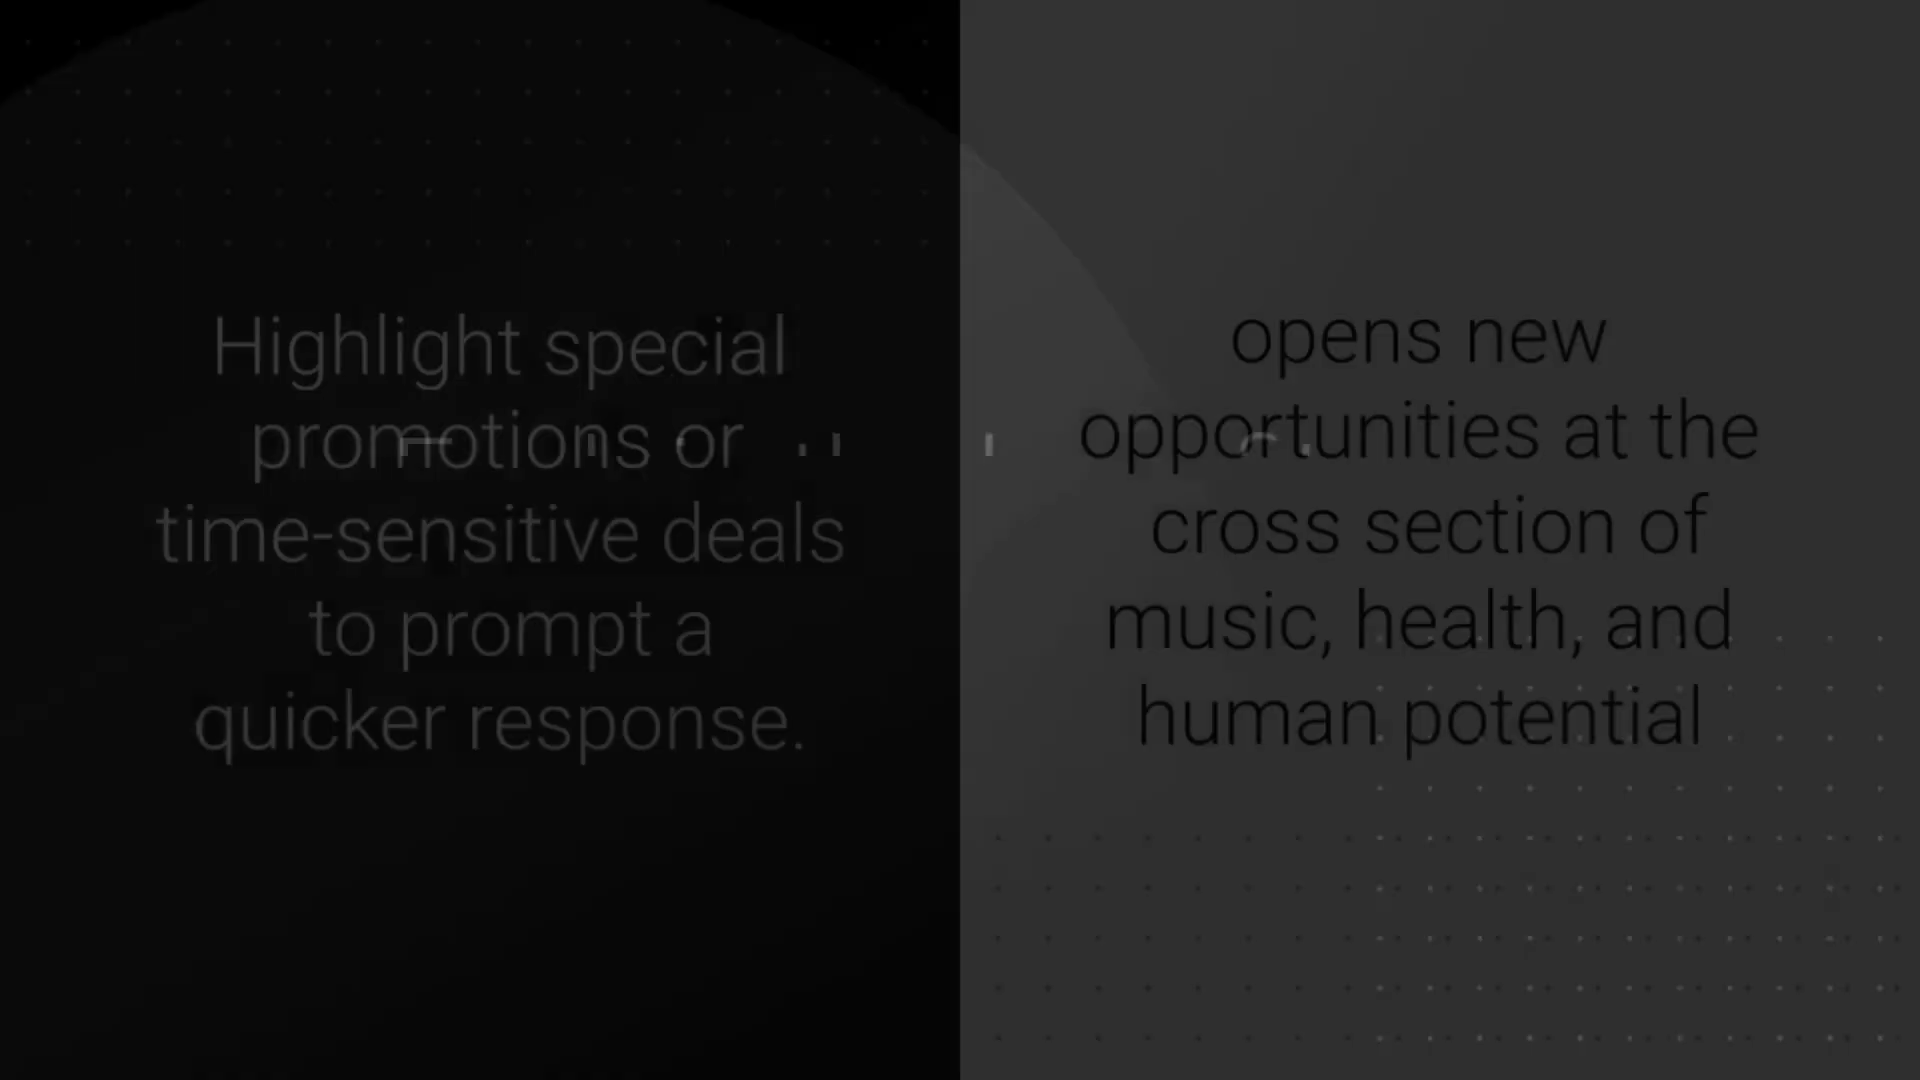 Highlight special
promotions or
time-sensitive deals
to prompt a
quicker response.
opens new
opportunities at the
cross section of
music, health, and
human potential